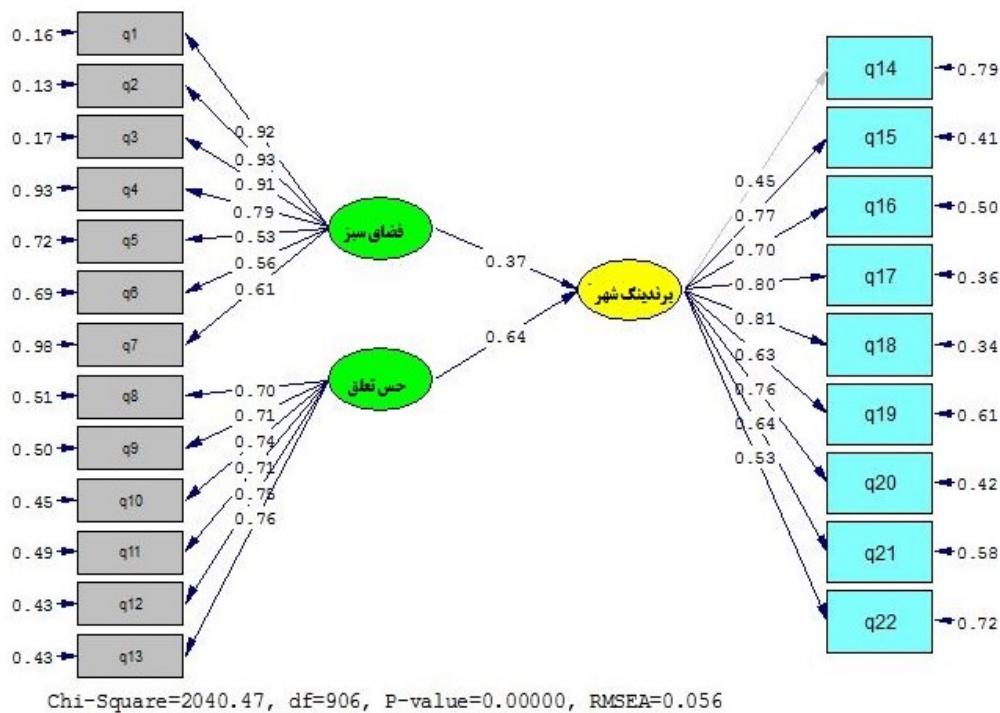 0.16 q1
0.13 q2
0.17 q3
0.93 q4
0.72 q5
0.69 q6
0.98 q7
0.51 q8
0.50 q9
0.45 q10
0.49 q11
0.43 q12
0.43 q13
0.92
0.93
0.91
0.79
0.53
0.56
0.61
0.70
0.71
0.74
0.71
0.75
0.76
فضای سبز
حس تعلق
0.37
0.64
برندینگ شهر
0.45
0.77
0.70
0.80
0.81
0.63
0.76
0.64
0.53
q14 0.79
q15 0.41
q16 0.50
q17 0.36
q18 0.34
q19 0.61
q20 0.42
q21 0.58
q22 0.72
Chi-Square=2040.47, df=906, P-value=0.00000, RMSEA=0.056